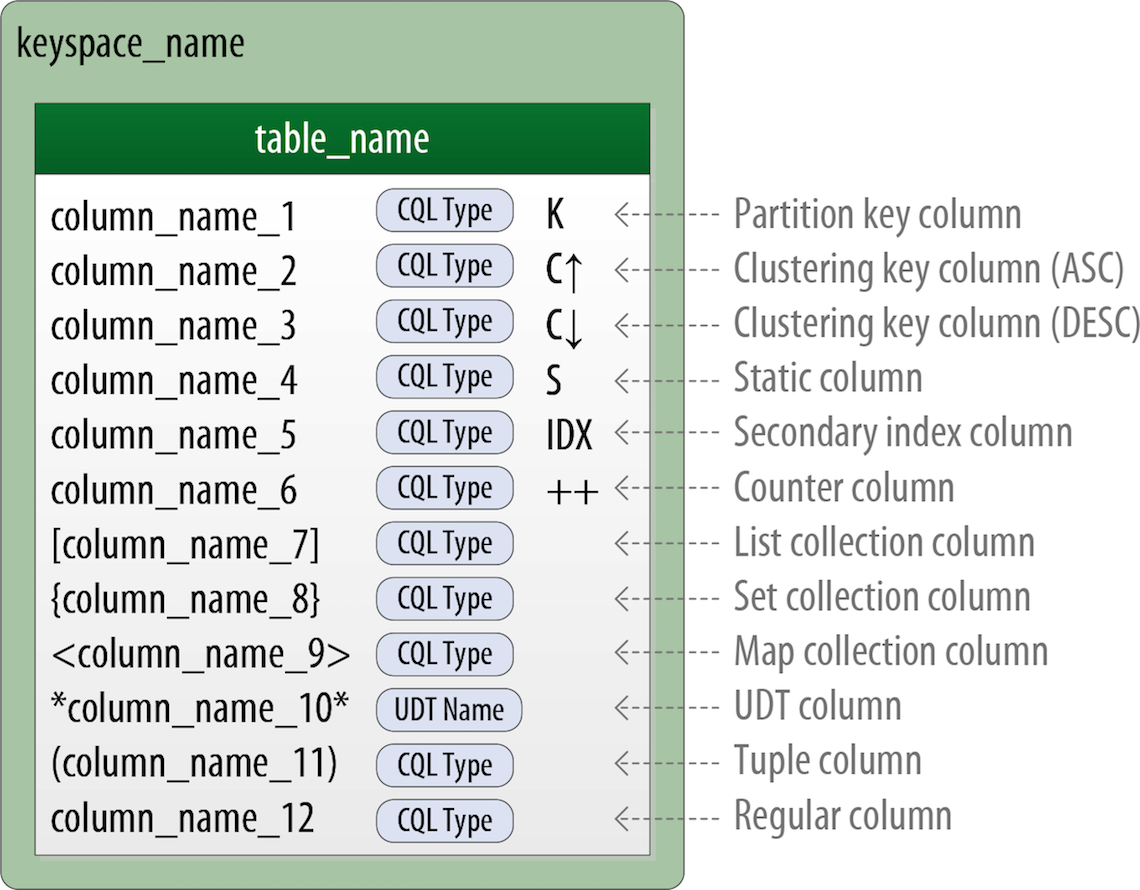 keyspace_name
table_name
column_name_1 CQL Type K Partition key column
column_name_2 CQL Type C↑ Clustering key column (ASC)
column_name_3 CQL Type C↓ Clustering key column (DESC)
column_name_4 CQL Type S Static column
column_name_5 CQL Type IDX Secondary index column
column_name_6 CQL Type ++ Counter column
[column_name_7] CQL Type List collection column
{column_name_8} CQL Type Set collection column
<column_name_9> CQL Type Map collection column
*column_name_10* UDT Name UDT column
(column_name_11) CQL Type Tuple column
column_name_12 CQL Type Regular column